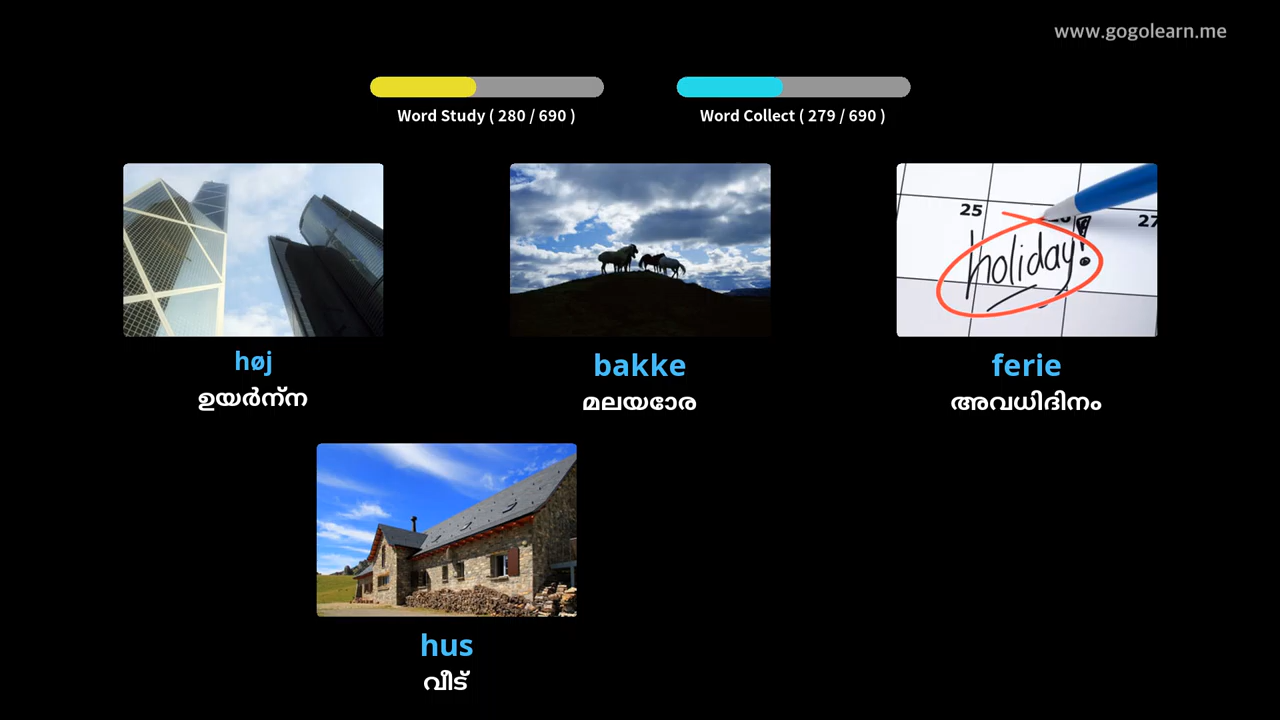 www.gogolearn.me
Word Study ( 280 / 690 )
Word Collect ( 279 / 690 )
25
27
holiday!
høj
bakke
ferie
ഉയർന്ന
മലയോര
അവധിദിനം
hus
വീട്